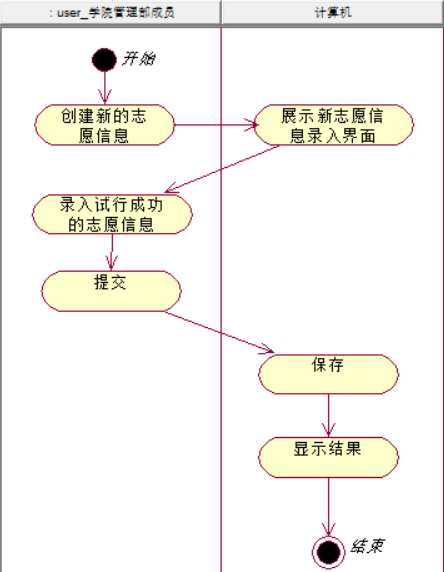 : user_学院管理部成员
计算机
开始
创建新的志
愿信息
展示新志愿信
息录入界面
录入试行成功
的志愿信息
提交
保存
显示结果
结束